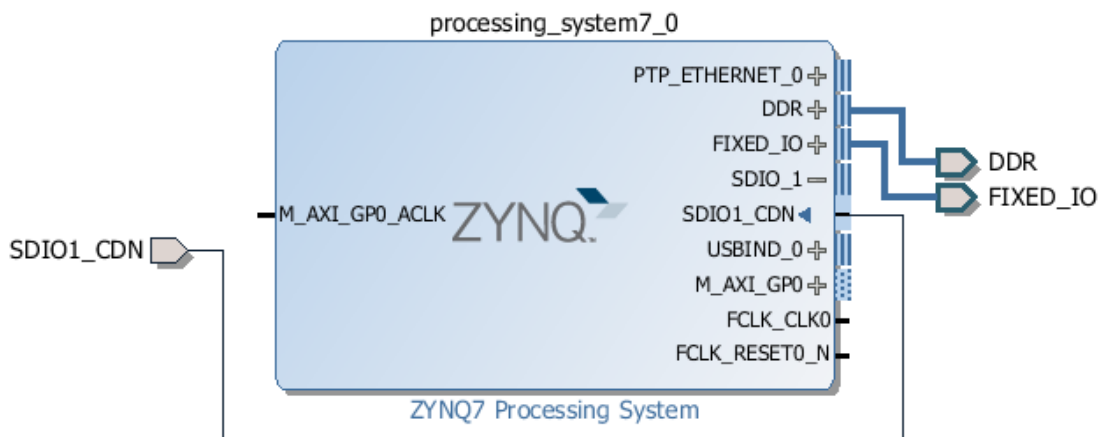 processing_system7_0
PTP_ETHERNET_0
DDR
FIXED_IO
SDIO_1
SDIO1_CDN
USBIND_0
M_AXI_GP0
FCLK_CLK0
FCLK_RESET0_N
M_AXI_GP0_ACLK
ZYNQ
SDIO1_CDN
DDR
FIXED_IO
ZYNQ7 Processing System